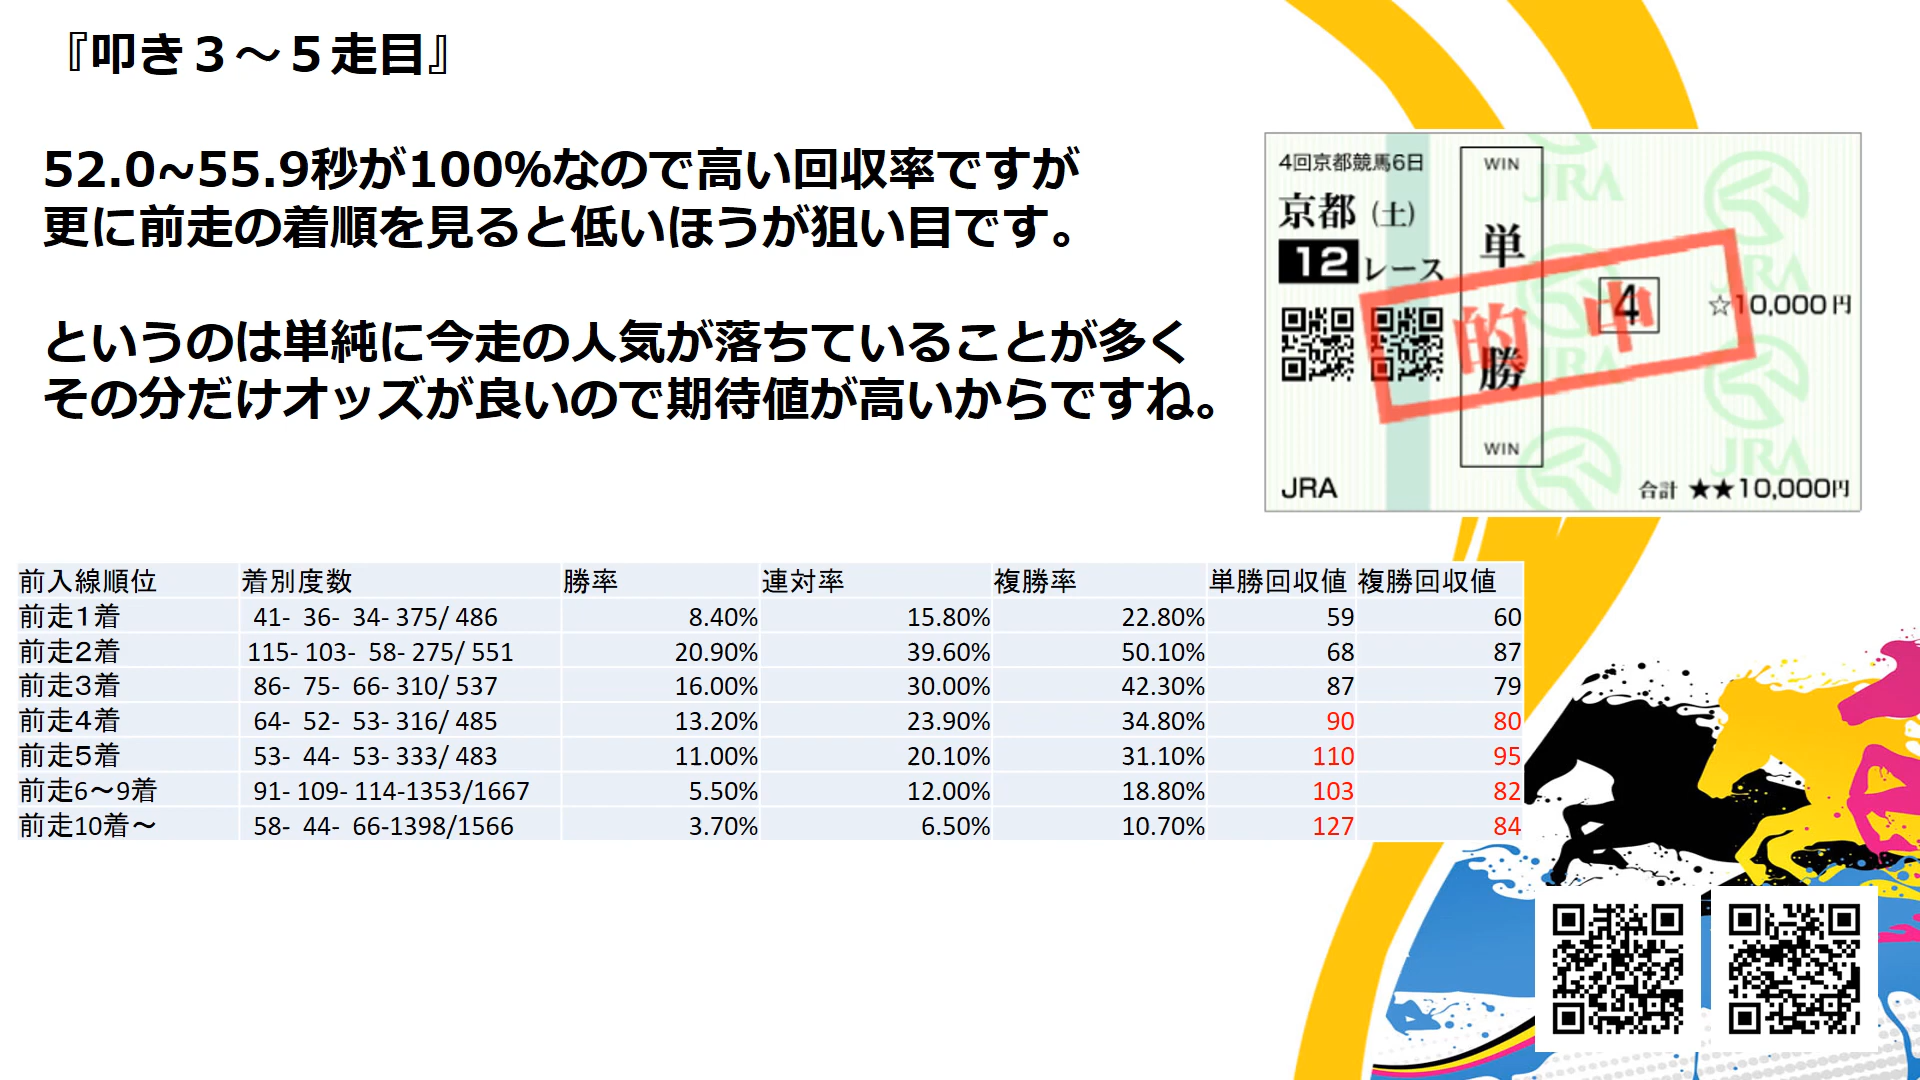 『叩き３～５走目』
52.0~55.9秒が100%なので高い回収率ですが
更に前走の着順を見ると低いほうが狙い目です。
というのは単純に今走の人気が落ちていることが多く
その分だけオッズが良いので期待値が高いからですね。
4回京都競馬6日
京都(土)
12レース
WIN
単勝
WIN
4
☆10,000円
的中
JRA
合計 ★★10,000円
JRA
JRA
JRA
JRA
前入線順位 着別度数 勝率 連対率 複勝率 単勝回収値 複勝回収値
前走1着 41- 36- 34- 375/ 486 8.40% 15.80% 22.80% 59 60
前走2着 115- 103- 58- 275/ 551 20.90% 39.60% 50.10% 68 87
前走3着 86- 75- 66- 310/ 537 16.00% 30.00% 42.30% 87 79
前走4着 64- 52- 53- 316/ 485 13.20% 23.90% 34.80% 90 80
前走5着 53- 44- 53- 333/ 483 11.00% 20.10% 31.10% 110 95
前走6～9着 91- 109- 114-1353/1667 5.50% 12.00% 18.80% 103 82
前走10着～ 58- 44- 66-1398/1566 3.70% 6.50% 10.70% 127 84